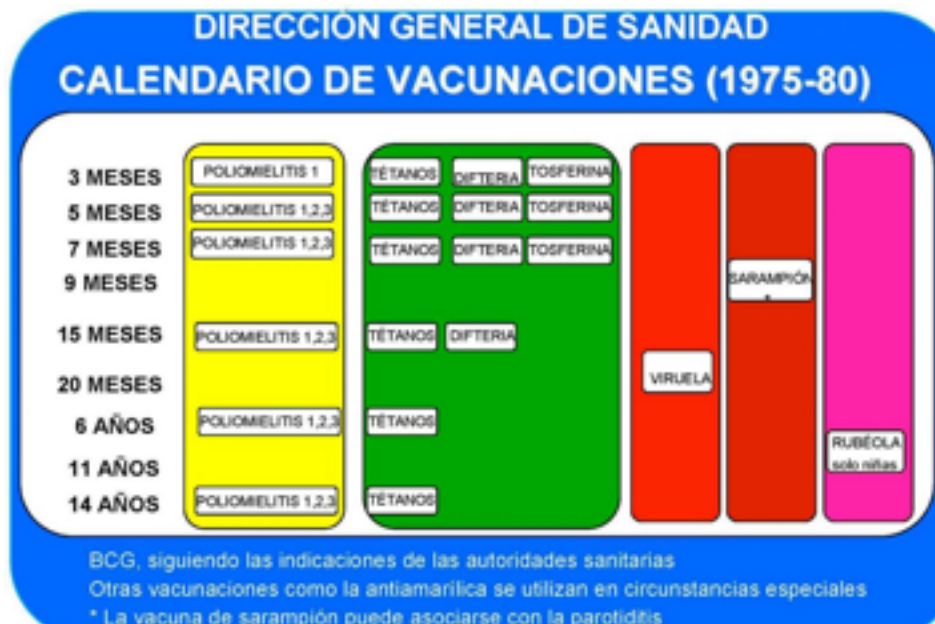 DIRECCIÓN GENERAL DE SANIDAD
CALENDARIO DE VACUNACIONES (1975-80)
3 MESES POLIOMIELITIS 1 TÉTANOS DIFTERIA TOSFERINA
5 MESES POLIOMIELITIS 1,2,3 TÉTANOS DIFTERIA TOSFERINA
7 MESES POLIOMIELITIS 1,2,3 TÉTANOS DIFTERIA TOSFERINA
9 MESES SARAMPIÓN
*
15 MESES POLIOMIELITIS 1,2,3 TÉTANOS DIFTERIA
20 MESES VIRUELA
6 AÑOS POLIOMIELITIS 1,2,3 TÉTANOS
11 AÑOS RUBÉOLA
solo niñas
14 AÑOS POLIOMIELITIS 1,2,3 TÉTANOS
BCG, siguiendo las indicaciones de las autoridades sanitarias
Otras vacunaciones como la antiamarílica se utilizan en circunstancias especiales
* La vacuna de sarampión puede asociarse con la parotiditis